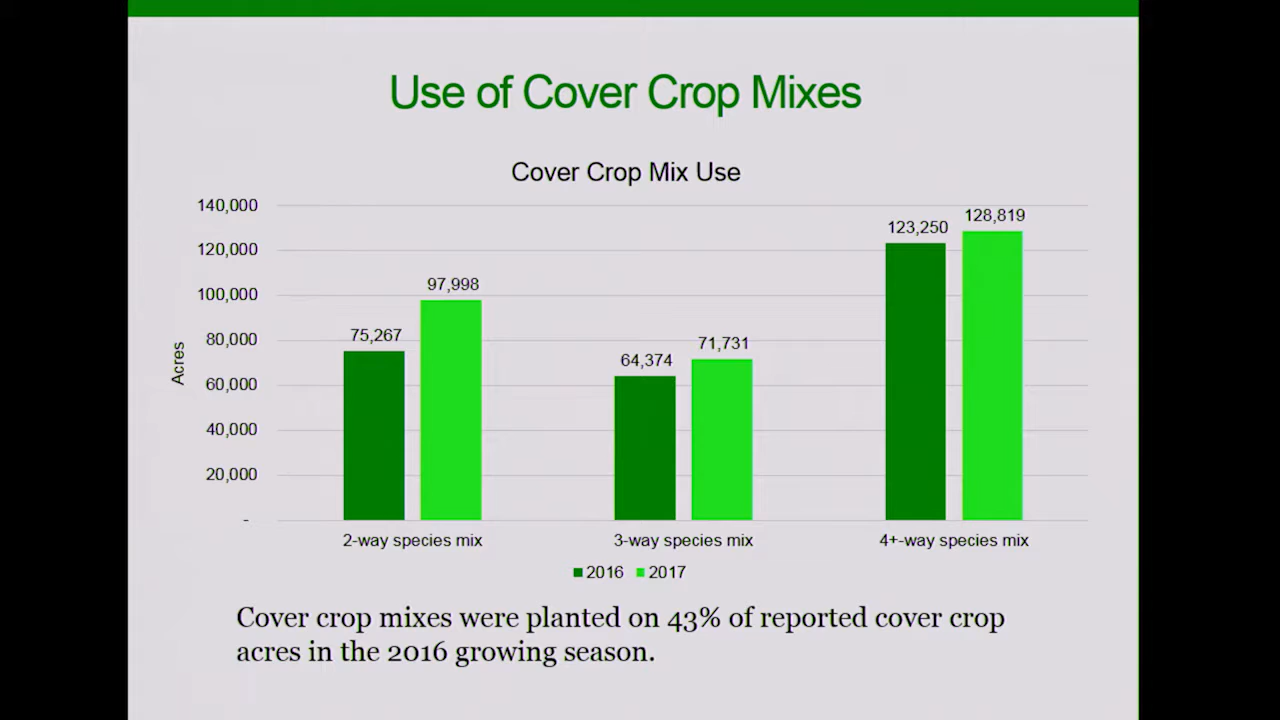 Use of Cover Crop Mixes
Cover Crop Mix Use
140,000
120,000
100,000
80,000
60,000
40,000
20,000
-
Acres
75,267
97,998
64,374
71,731
123,250
128,819
2-way species mix
3-way species mix
4+-way species mix
2016 2017
Cover crop mixes were planted on 43% of reported cover crop
acres in the 2016 growing season.